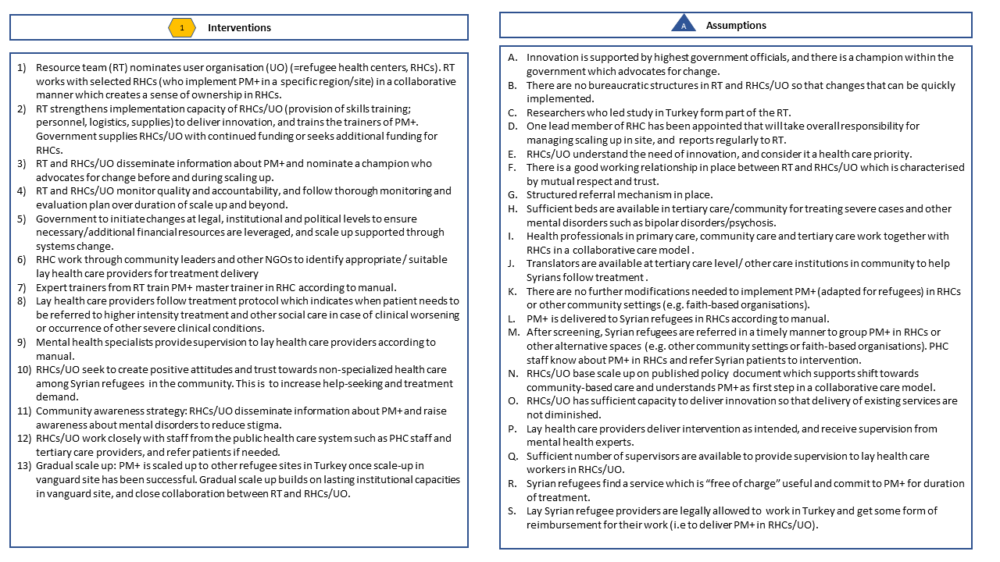 1
Interventions
1) Resource team (RT) nominates user organisation (UO) (=refugee health centers, RHCs). RT
works with selected RHCs (who implement PM+ in a specific region/site) in a collaborative
manner which creates a sense of ownership in RHCs.
2) RT strengthens implementation capacity of RHCs/UO (provision of skills training;
personnel, logistics, supplies) to deliver innovation, and trains the trainers of PM+.
Government supplies RHCs/UO with continued funding or seeks additional funding for
RHCs.
3) RT and RHCs/UO disseminate information about PM+ and nominate a champion who
advocates for change before and during scaling up.
4) RT and RHCs/UO monitor quality and accountability, and follow thorough monitoring and
evaluation plan over duration of scale up and beyond.
5) Government to initiate changes at legal, institutional and political levels to ensure
necessary/additional financial resources are leveraged, and scale up supported through
systems change.
6) RHC work through community leaders and other NGOs to identify appropriate/ suitable
lay health care providers for treatment delivery
7) Expert trainers from RT train PM+ master trainer in RHC according to manual.
8) Lay health care providers follow treatment protocol which indicates when patient needs to
be referred to higher intensity treatment and other social care in case of clinical worsening
or occurrence of other severe clinical conditions.
9) Mental health specialists provide supervision to lay health care providers according to
manual.
10) RHCs/UO seek to create positive attitudes and trust towards non-specialized health care
among Syrian refugees in the community. This is to increase help-seeking and treatment
demand.
11) Community awareness strategy: RHCs/UO disseminate information about PM+ and raise
awareness about mental disorders to reduce stigma.
12) RHCs/UO work closely with staff from the public health care system such as PHC staff and
tertiary care providers, and refer patients if needed.
13) Gradual scale up: PM+ is scaled up to other refugee sites in Turkey once scale-up in
vanguard site has been successful. Gradual scale up builds on lasting institutional capacities
in vanguard site, and close collaboration between RT and RHCs/UO.
A
Assumptions
A. Innovation is supported by highest government officials, and there is a champion within the
government which advocates for change.
B. There are no bureaucratic structures in RT and RHCs/UO so that changes that can be quickly
implemented.
C. Researchers who led study in Turkey form part of the RT.
D. One lead member of RHC has been appointed that will take overall responsibility for
managing scaling up in site, and reports regularly to RT.
E. RHCs/UO understand the need of innovation, and consider it a health care priority.
F. There is a good working relationship in place between RT and RHCs/UO which is characterised
by mutual respect and trust.
G. Structured referral mechanism in place.
H. Sufficient beds are available in tertiary care/community for treating severe cases and other
mental disorders such as bipolar disorders/psychosis.
I. Health professionals in primary care, community care and tertiary care work together with
RHCs in a collaborative care model .
J. Translators are available at tertiary care level/ other care institutions in community to help
Syrians follow treatment .
K. There are no further modifications needed to implement PM+ (adapted for refugees) in RHCs
or other community settings (e.g. faith-based organisations).
L. PM+ is delivered to Syrian refugees in RHCs according to manual.
M. After screening, Syrian refugees are referred in a timely manner to group PM+ in RHCs or
other alternative spaces (e.g. other community settings or faith-based organisations). PHC
staff know about PM+ in RHCs and refer Syrian patients to intervention.
N. RHCs/UO base scale up on published policy document which supports shift towards
community-based care and understands PM+ as first step in a collaborative care model.
O. RHCs/UO has sufficient capacity to deliver innovation so that delivery of existing services are
not diminished.
P. Lay health care providers deliver intervention as intended, and receive supervision from
mental health experts.
Q. Sufficient number of supervisors are available to provide supervision to lay health care
workers in RHCs/UO.
R. Syrian refugees find a service which is “free of charge” useful and commit to PM+ for duration
of treatment.
S. Lay Syrian refugee providers are legally allowed to work in Turkey and get some form of
reimbursement for their work (i.e to deliver PM+ in RHCs/UO).